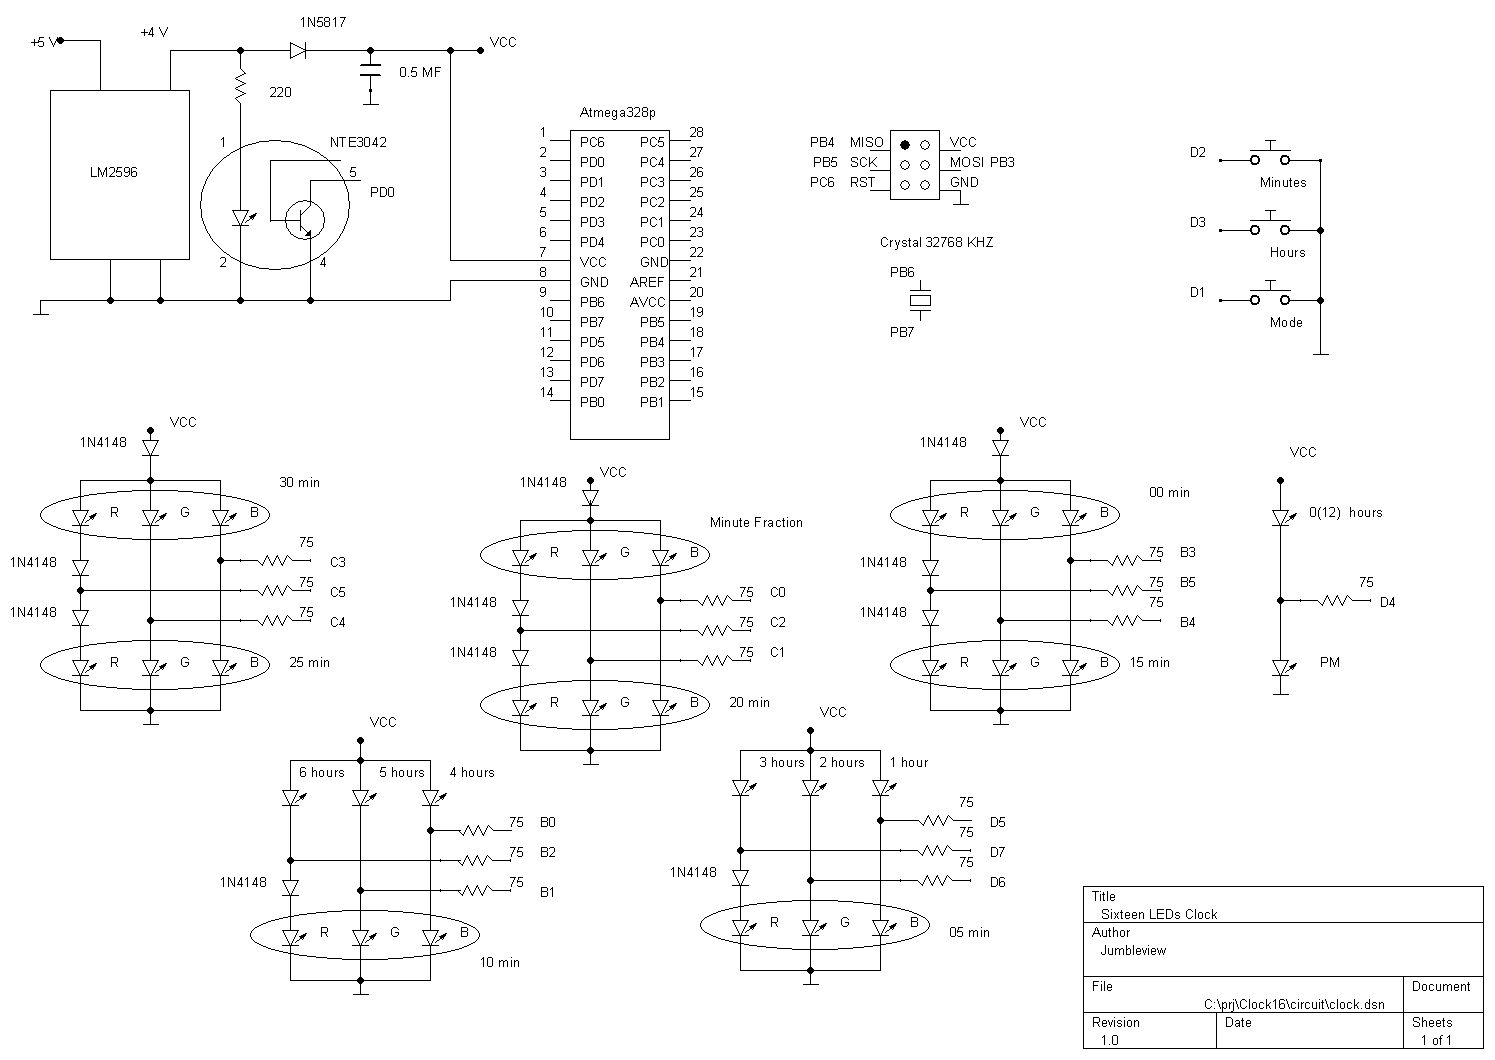 1N5817
+5 V
+4 V
VCC
0.5 MF
220
LM2596
NTE3042
1
5
PD0
2
4
Atmega328p
1 PC6 PC5 28
2 PD0 PC4 27
3 PD1 PC3 26
4 PD2 PC2 25
5 PD3 PC1 24
6 PD4 PC0 23
7 VCC GND 22
8 GND AREF 21
9 PB6 AVCC 20
10 PB7 PB5 19
11 PD5 PB4 18
12 PD6 PB3 17
13 PD7 PB2 16
14 PB0 PB1 15
PB4 MISO VCC
PB5 SCK MOSI PB3
PC6 RST GND
Crystal 32768 KHZ
PB6
PB7
D2
Minutes
D3
Hours
D1
Mode
VCC
1N4148
30 min
R G B
75
1N4148 C3
75
C5
1N4148 75
C4
R G B 25 min
VCC
1N4148
Minute Fraction
R G B
75 C0
1N4148
75 C2
1N4148 75 C1
R G B 20 min
VCC
1N4148
00 min
R G B
1N4148 75 B3
75 B5
1N4148 75
B4
R G B 15 min
VCC
0(12) hours
75
D4
PM
VCC
6 hours 5 hours 4 hours
75 B0
75 B2
1N4148 75 B1
R G B
10 min
VCC
3 hours 2 hours 1 hour
75
D5
75
D7
1N4148 75
D6
R G B 05 min
Title
Sixteen LEDs Clock
Author
Jumbleview
File Document
C:\prj\Clock16\circuit\clock.dsn
Revision Date Sheets
1.0 1 of 1